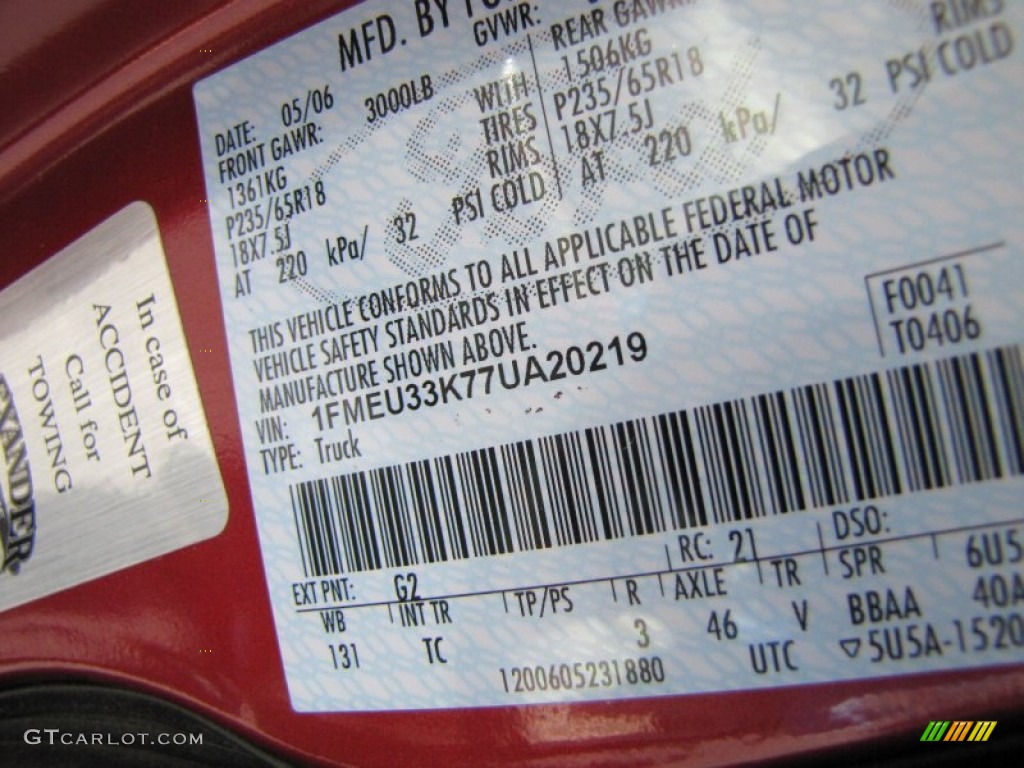 MFD. BY
GVWR:
DATE: 05/06
FRONT GAWR: 3000LB
1361KG
P235/65R18
18X7.5J
AT 220 kPa/ 32 PSI COLD
WITH
TIRES
RIMS
REAR GAWR
1506KG
P235/65R18
18X7.5J
AT 220 kPa/ 32 PSI COLD
RIMS
THIS VEHICLE CONFORMS TO ALL APPLICABLE FEDERAL MOTOR
VEHICLE SAFETY STANDARDS IN EFFECT ON THE DATE OF
MANUFACTURE SHOWN ABOVE.
VIN: 1FMEU33K77UA20219
TYPE: Truck
F0041
T0406
EXT PNT: G2 RC: 21 DSO:
WB INT TR TP/PS R AXLE TR SPR 6U5
131 TC 3 46 V BBAA 40A
1200605231880 UTC ▽5U5A-1520
In case of
ACCIDENT
Call for
TOWING
EXANDER
GTCARLOT.COM